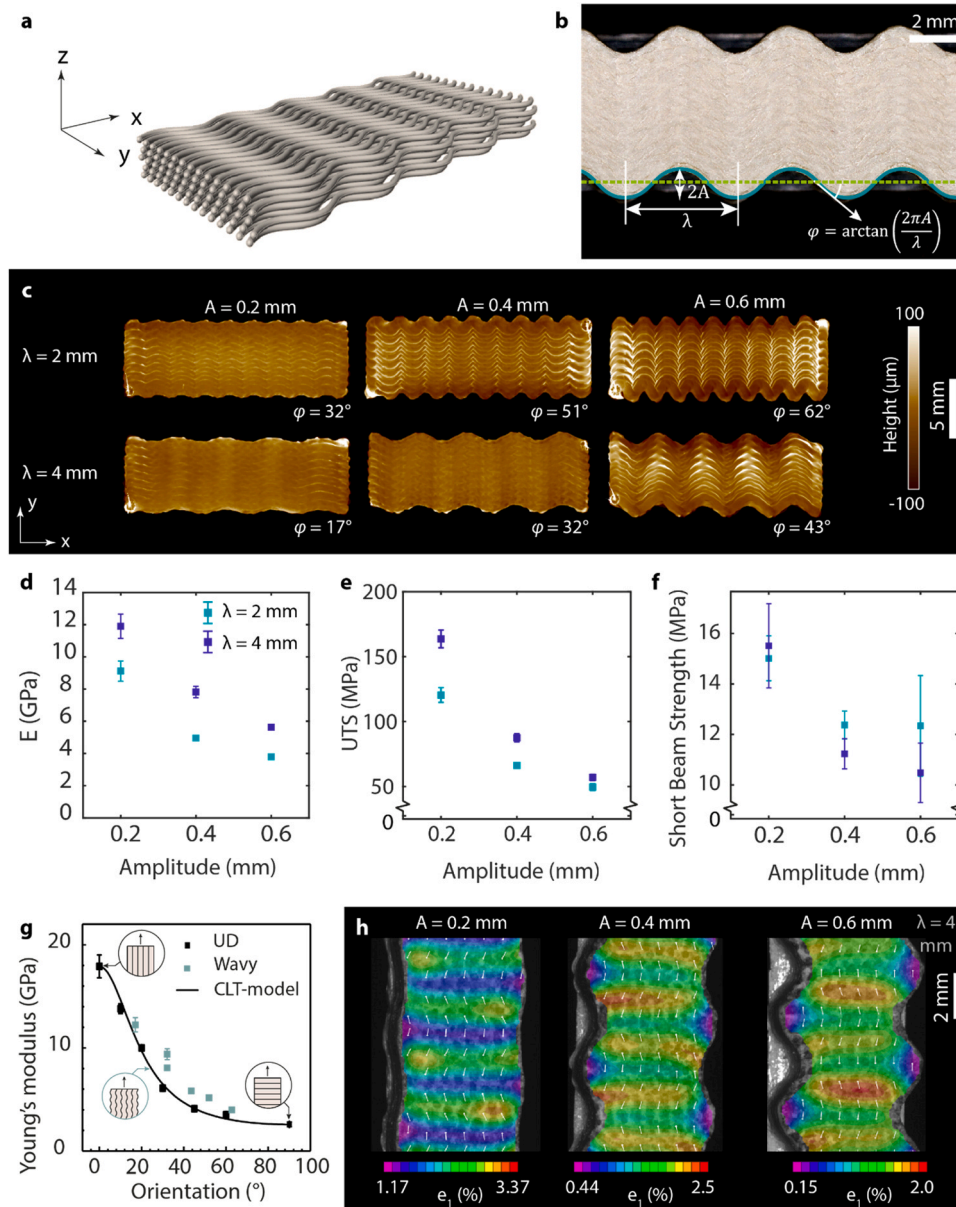 a
z
x
y
b
2 mm
2A
λ
φ = arctan(2πA/λ)
c
A = 0.2 mm
A = 0.4 mm
A = 0.6 mm
λ = 2 mm
φ = 32°
φ = 51°
φ = 62°
λ = 4 mm
φ = 17°
φ = 32°
φ = 43°
y
x
100
Height (µm)
-100
5 mm
d
14
12
10
8
6
4
2
0
E (GPa)
λ = 2 mm
λ = 4 mm
0.2
0.4
0.6
Amplitude (mm)
e
200
150
100
50
0
UTS (MPa)
0.2
0.4
0.6
Amplitude (mm)
f
16
14
12
10
0
Short Beam Strength (MPa)
0.2
0.4
0.6
Amplitude (mm)
g
20
10
0
Young's modulus (GPa)
UD
Wavy
CLT-model
0
20
40
60
80
100
Orientation (°)
h
A = 0.2 mm
A = 0.4 mm
A = 0.6 mm
λ = 4
mm
2 mm
1.17
3.37
e₁ (%)
0.44
2.5
e₁ (%)
0.15
2.0
e₁ (%)